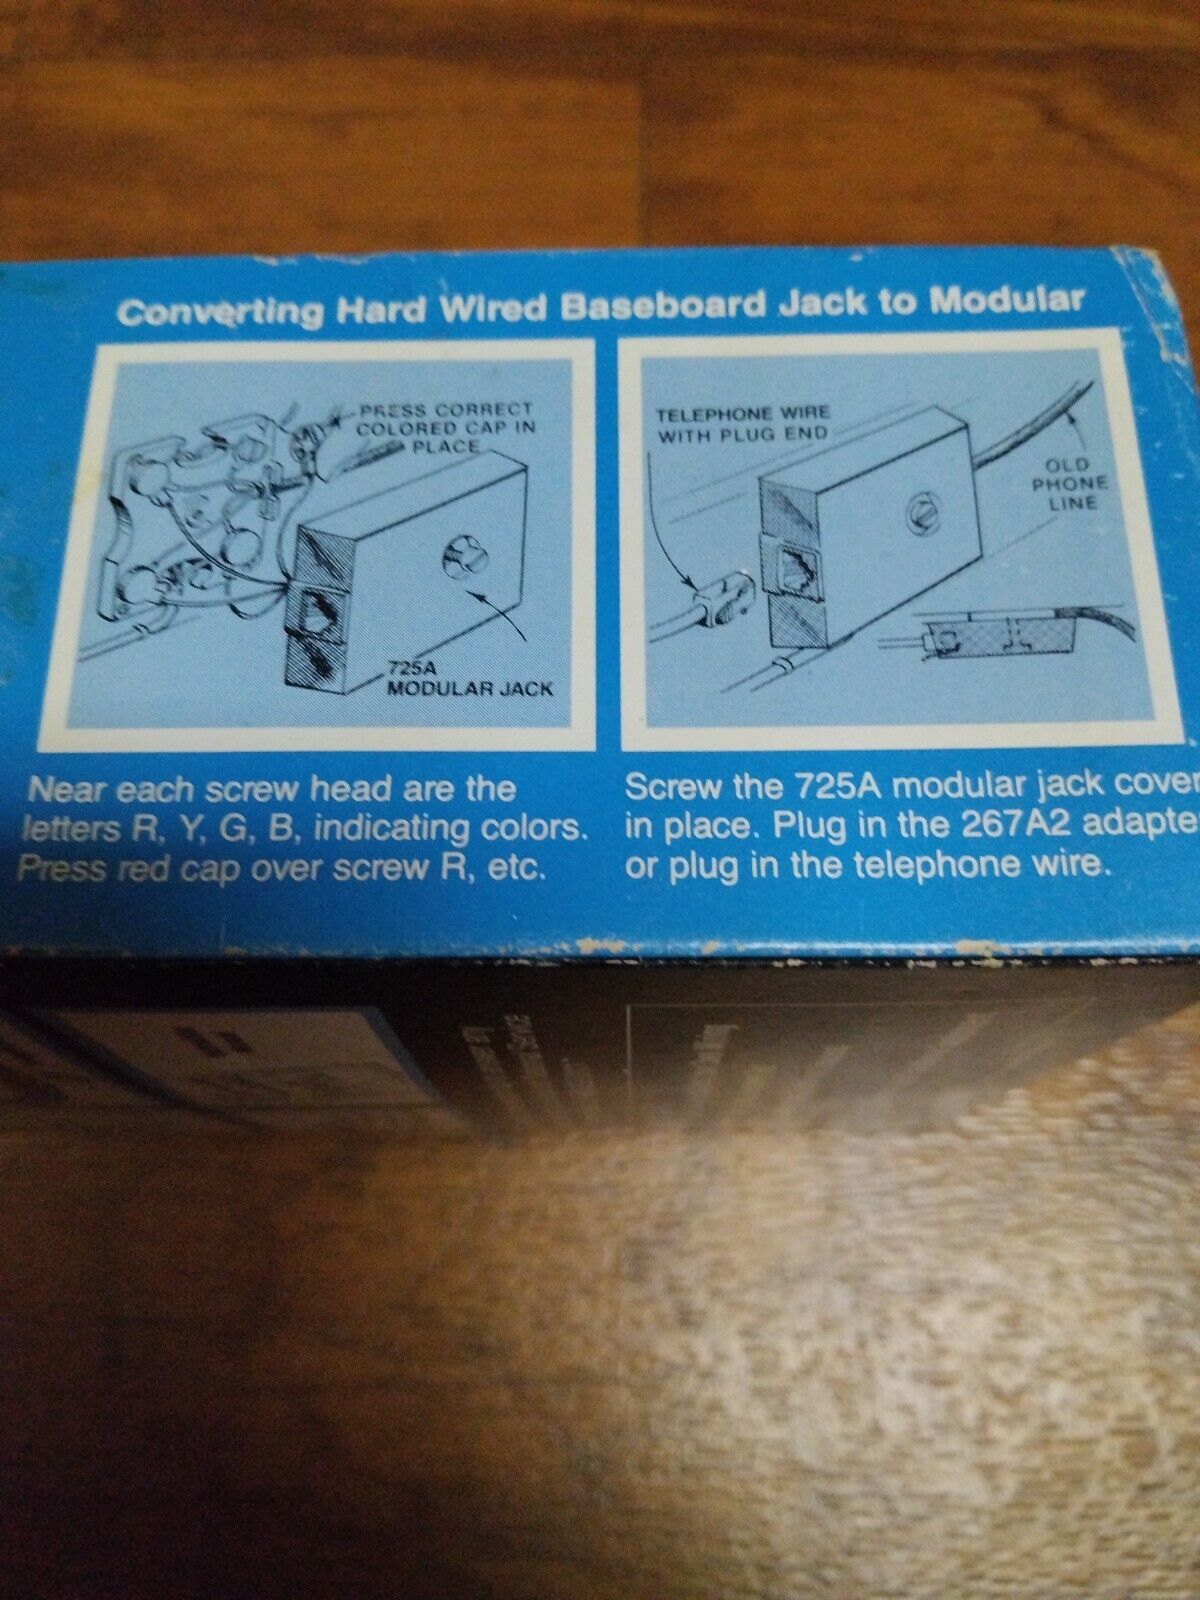 Converting Hard Wired Baseboard Jack to Modular
PRESS CORRECT
COLORED CAP IN
PLACE
725A
MODULAR JACK
TELEPHONE WIRE
WITH PLUG END
OLD
PHONE
LINE
Near each screw head are the
letters R, Y, G, B, indicating colors.
Press red cap over screw R, etc.
Screw the 725A modular jack cover
in place. Plug in the 267A2 adapte
or plug in the telephone wire.
Service